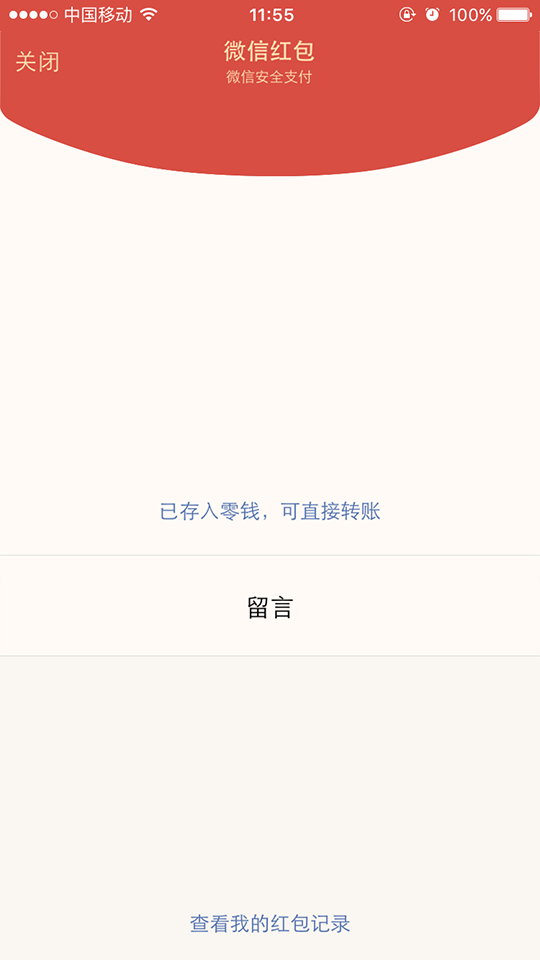 中国移动 11:55 100%
关闭
微信红包
微信安全支付
已存入零钱，可直接转账
留言
查看我的红包记录